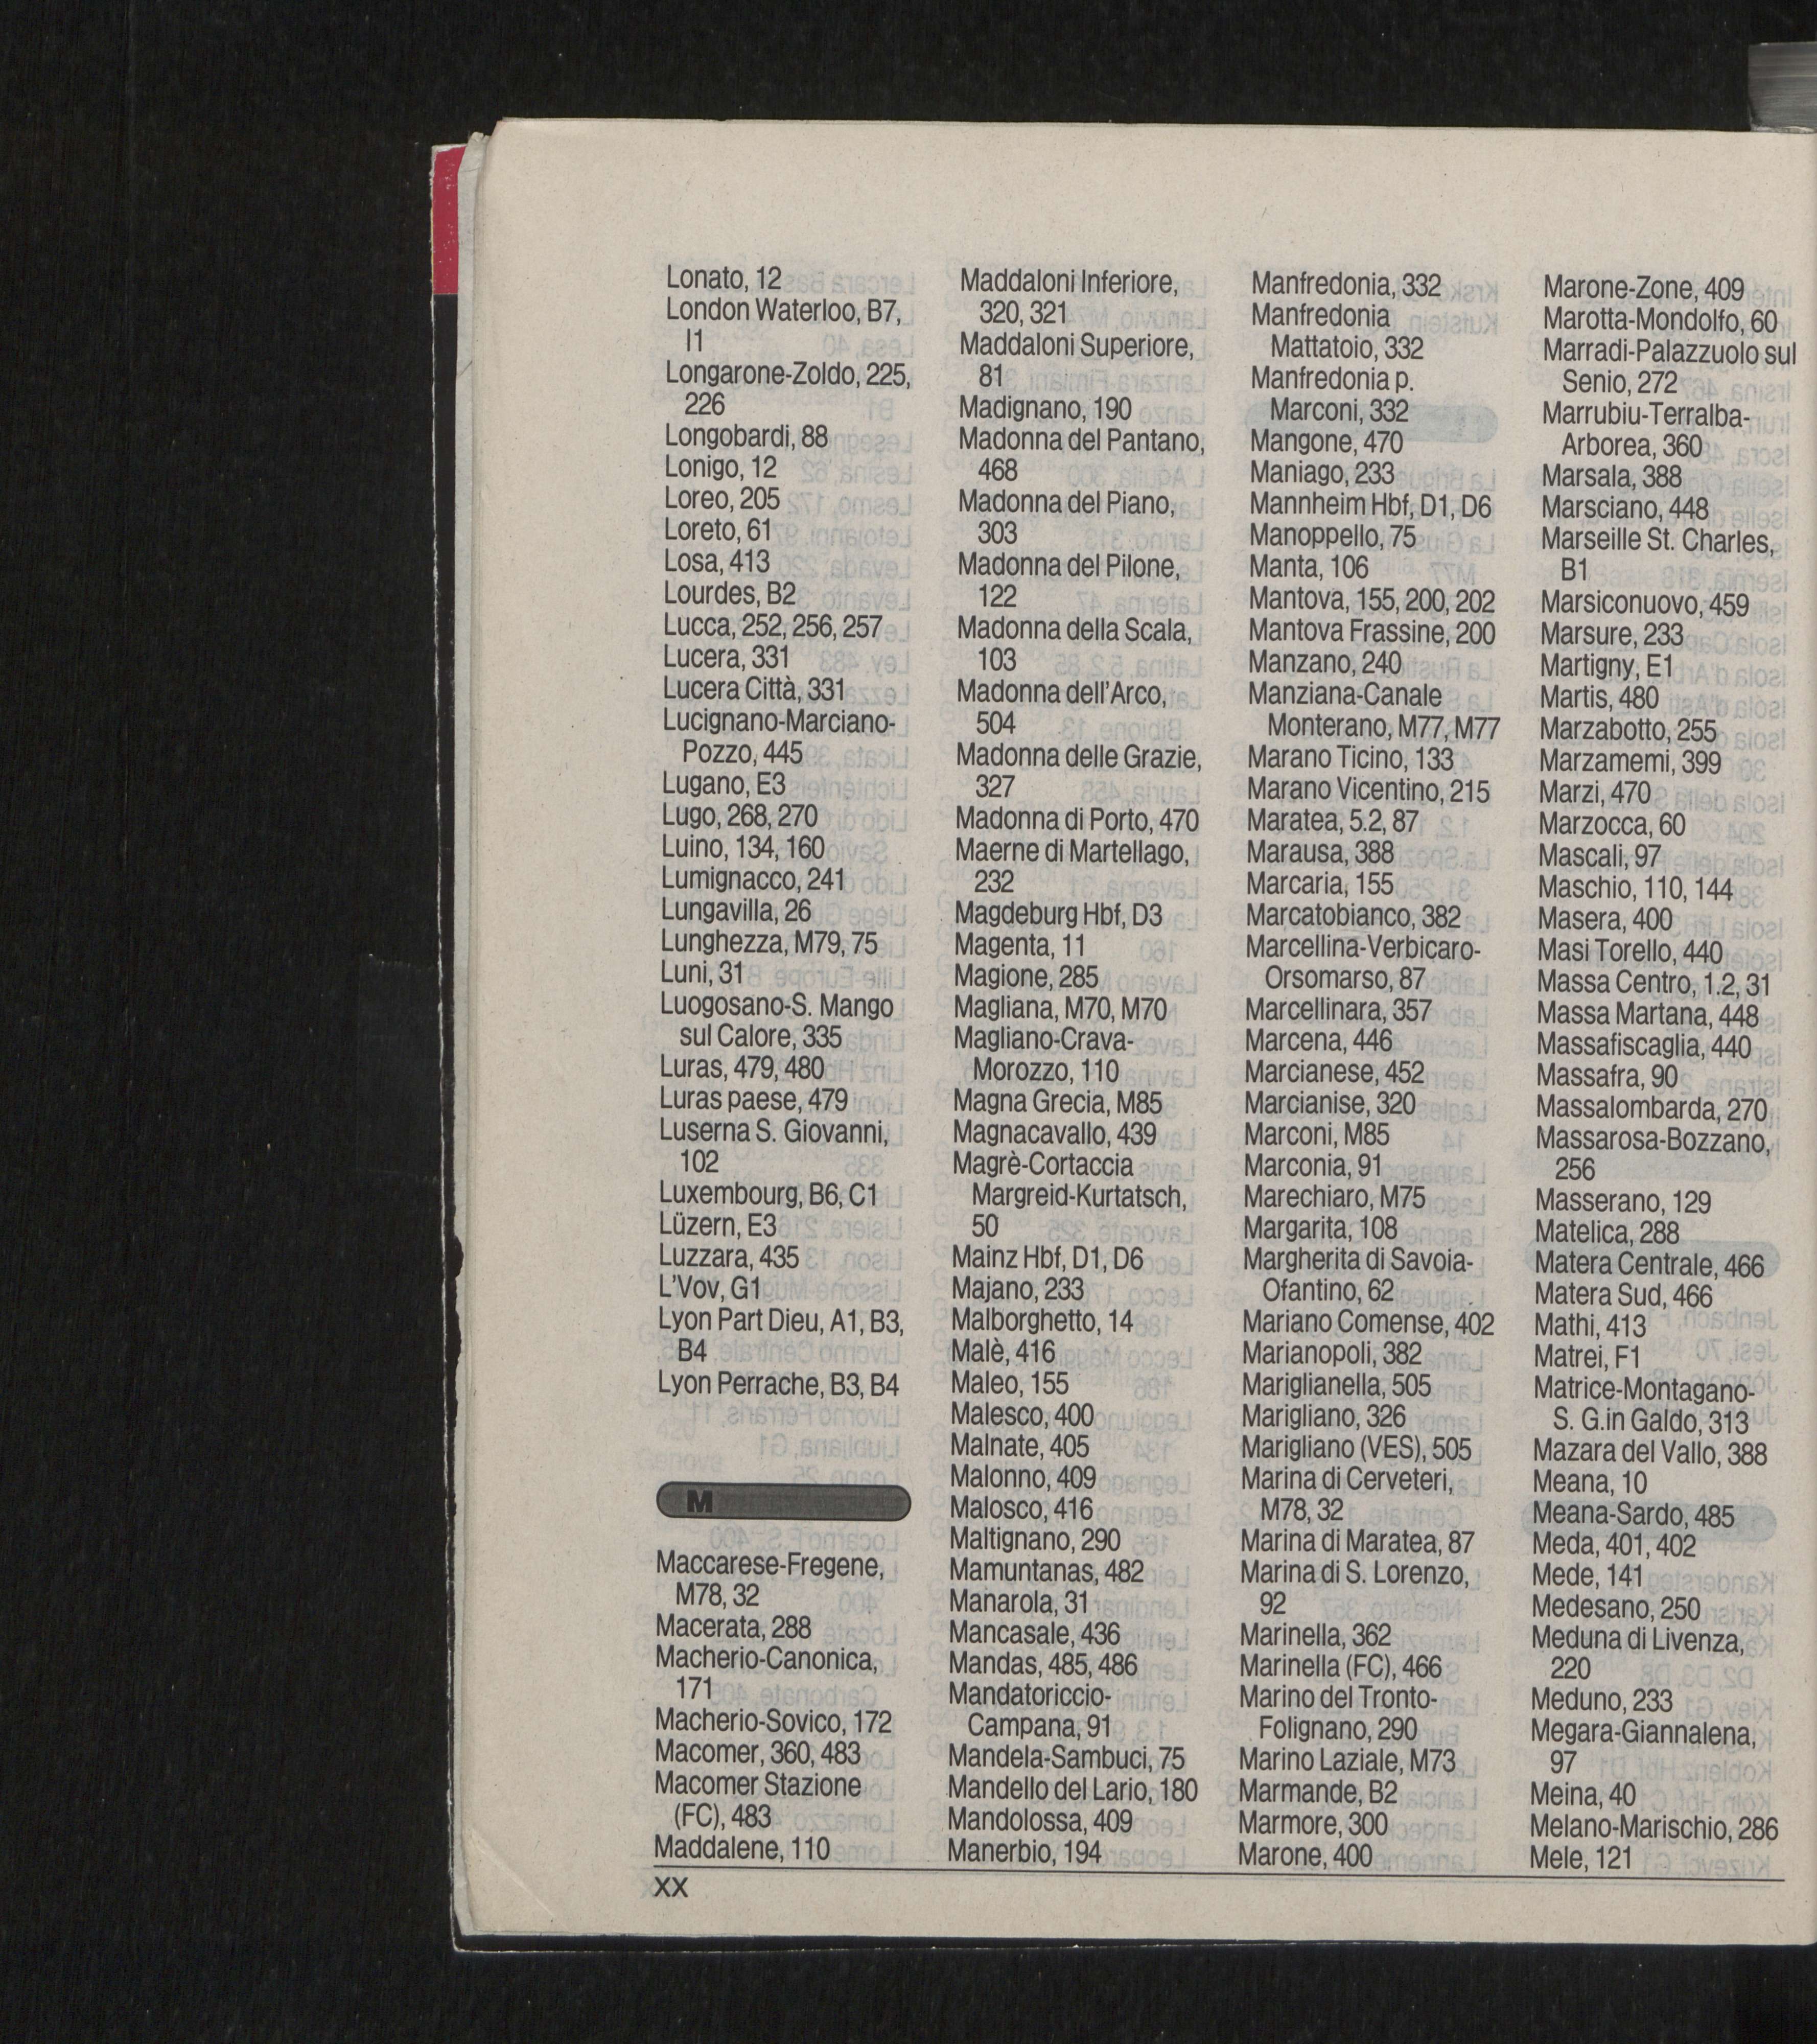 Lonato, 12
London Waterloo, B7,
I1
Longarone-Zoldo, 225,
226
Longobardi, 88
Lonigo, 12
Loreo, 205
Loreto, 61
Losa, 413
Lourdes, B2
Lucca, 252, 256, 257
Lucera, 331
Lucera Città, 331
Lucignano-Marciano-
Pozzo, 445
Lugano, E3
Lugo, 268, 270
Luino, 134, 160
Lumignacco, 241
Lungavilla, 26
Lunghezza, M79, 75
Luni, 31
Luogosano-S. Mango
sul Calore, 335
Luras, 479, 480
Luras paese, 479
Luserna S. Giovanni,
102
Luxembourg, B6, C1
Lüzern, E3
Luzzara, 435
L'Vov, G1
Lyon Part Dieu, A1, B3,
B4
Lyon Perrache, B3, B4
M
Maccarese-Fregene,
M78, 32
Macerata, 288
Macherio-Canonica,
171
Macherio-Sovico, 172
Macomer, 360, 483
Macomer Stazione
(FC), 483
Maddalene, 110
Maddaloni Inferiore,
320, 321
Maddaloni Superiore,
81
Madignano, 190
Madonna del Pantano,
468
Madonna del Piano,
303
Madonna del Pilone,
122
Madonna della Scala,
103
Madonna dell'Arco,
504
Madonna delle Grazie,
327
Madonna di Porto, 470
Maerne di Martellago,
232
Magdeburg Hbf, D3
Magenta, 11
Magione, 285
Magliana, M70, M70
Magliano-Crava-
Morozzo, 110
Magna Grecia, M85
Magnacavallo, 439
Magrè-Cortaccia
Margreid-Kurtatsch,
50
Mainz Hbf, D1, D6
Majano, 233
Malborghetto, 14
Malè, 416
Maleo, 155
Malesco, 400
Malnate, 405
Malonno, 409
Malosco, 416
Maltignano, 290
Mamuntanas, 482
Manarola, 31
Mancasale, 436
Mandas, 485, 486
Mandatoriccio-
Campana, 91
Mandela-Sambuci, 75
Mandello del Lario, 180
Mandolossa, 409
Manerbio, 194
Manfredonia, 332
Manfredonia
Mattatoio, 332
Manfredonia p.
Marconi, 332
Mangone, 470
Maniago, 233
Mannheim Hbf, D1, D6
Manoppello, 75
Manta, 106
Mantova, 155, 200, 202
Mantova Frassine, 200
Manzano, 240
Manziana-Canale
Monterano, M77, M77
Marano Ticino, 133
Marano Vicentino, 215
Maratea, 5.2, 87
Marausa, 388
Marcaria, 155
Marcatobianco, 382
Marcellina-Verbicaro-
Orsomarso, 87
Marcellinara, 357
Marcena, 446
Marcianese, 452
Marcianise, 320
Marconi, M85
Marconia, 91
Marechiaro, M75
Margarita, 108
Margherita di Savoia-
Ofantino, 62
Mariano Comense, 402
Marianopoli, 382
Mariglianella, 505
Marigliano, 326
Marigliano (VES), 505
Marina di Cerveteri,
M78, 32
Marina di Maratea, 87
Marina di S. Lorenzo,
92
Marinella, 362
Marinella (FC), 466
Marino del Tronto-
Folignano, 290
Marino Laziale, M73
Marmande, B2
Marmore, 300
Marone, 400
Marone-Zone, 409
Marotta-Mondolfo, 60
Marradi-Palazzuolo sul
Senio, 272
Marrubiu-Terralba-
Arborea, 360
Marsala, 388
Marsciano, 448
Marseille St. Charles,
B1
Marsiconuovo, 459
Marsure, 233
Martigny, E1
Martis, 480
Marzabotto, 255
Marzamemi, 399
Marzi, 470
Marzocca, 60
Mascali, 97
Maschio, 110, 144
Masera, 400
Masi Torello, 440
Massa Centro, 1.2, 31
Massa Martana, 448
Massafiscaglia, 440
Massafra, 90
Massalombarda, 270
Massarosa-Bozzano,
256
Masserano, 129
Matelica, 288
Matera Centrale, 466
Matera Sud, 466
Mathi, 413
Matrei, F1
Matrice-Montagano-
S. G.in Galdo, 313
Mazara del Vallo, 388
Meana, 10
Meana-Sardo, 485
Meda, 401, 402
Mede, 141
Medesano, 250
Meduna di Livenza,
220
Meduno, 233
Megara-Giannalena,
97
Meina, 40
Melano-Marischio, 286
Mele, 121
XX